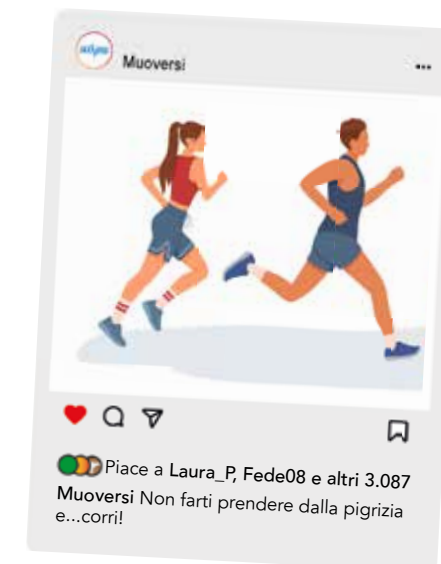 Muoversi
Piace a Laura_P, Fede08 e altri 3.087
Muoversi Non farti prendere dalla pigrizia
e...corri!